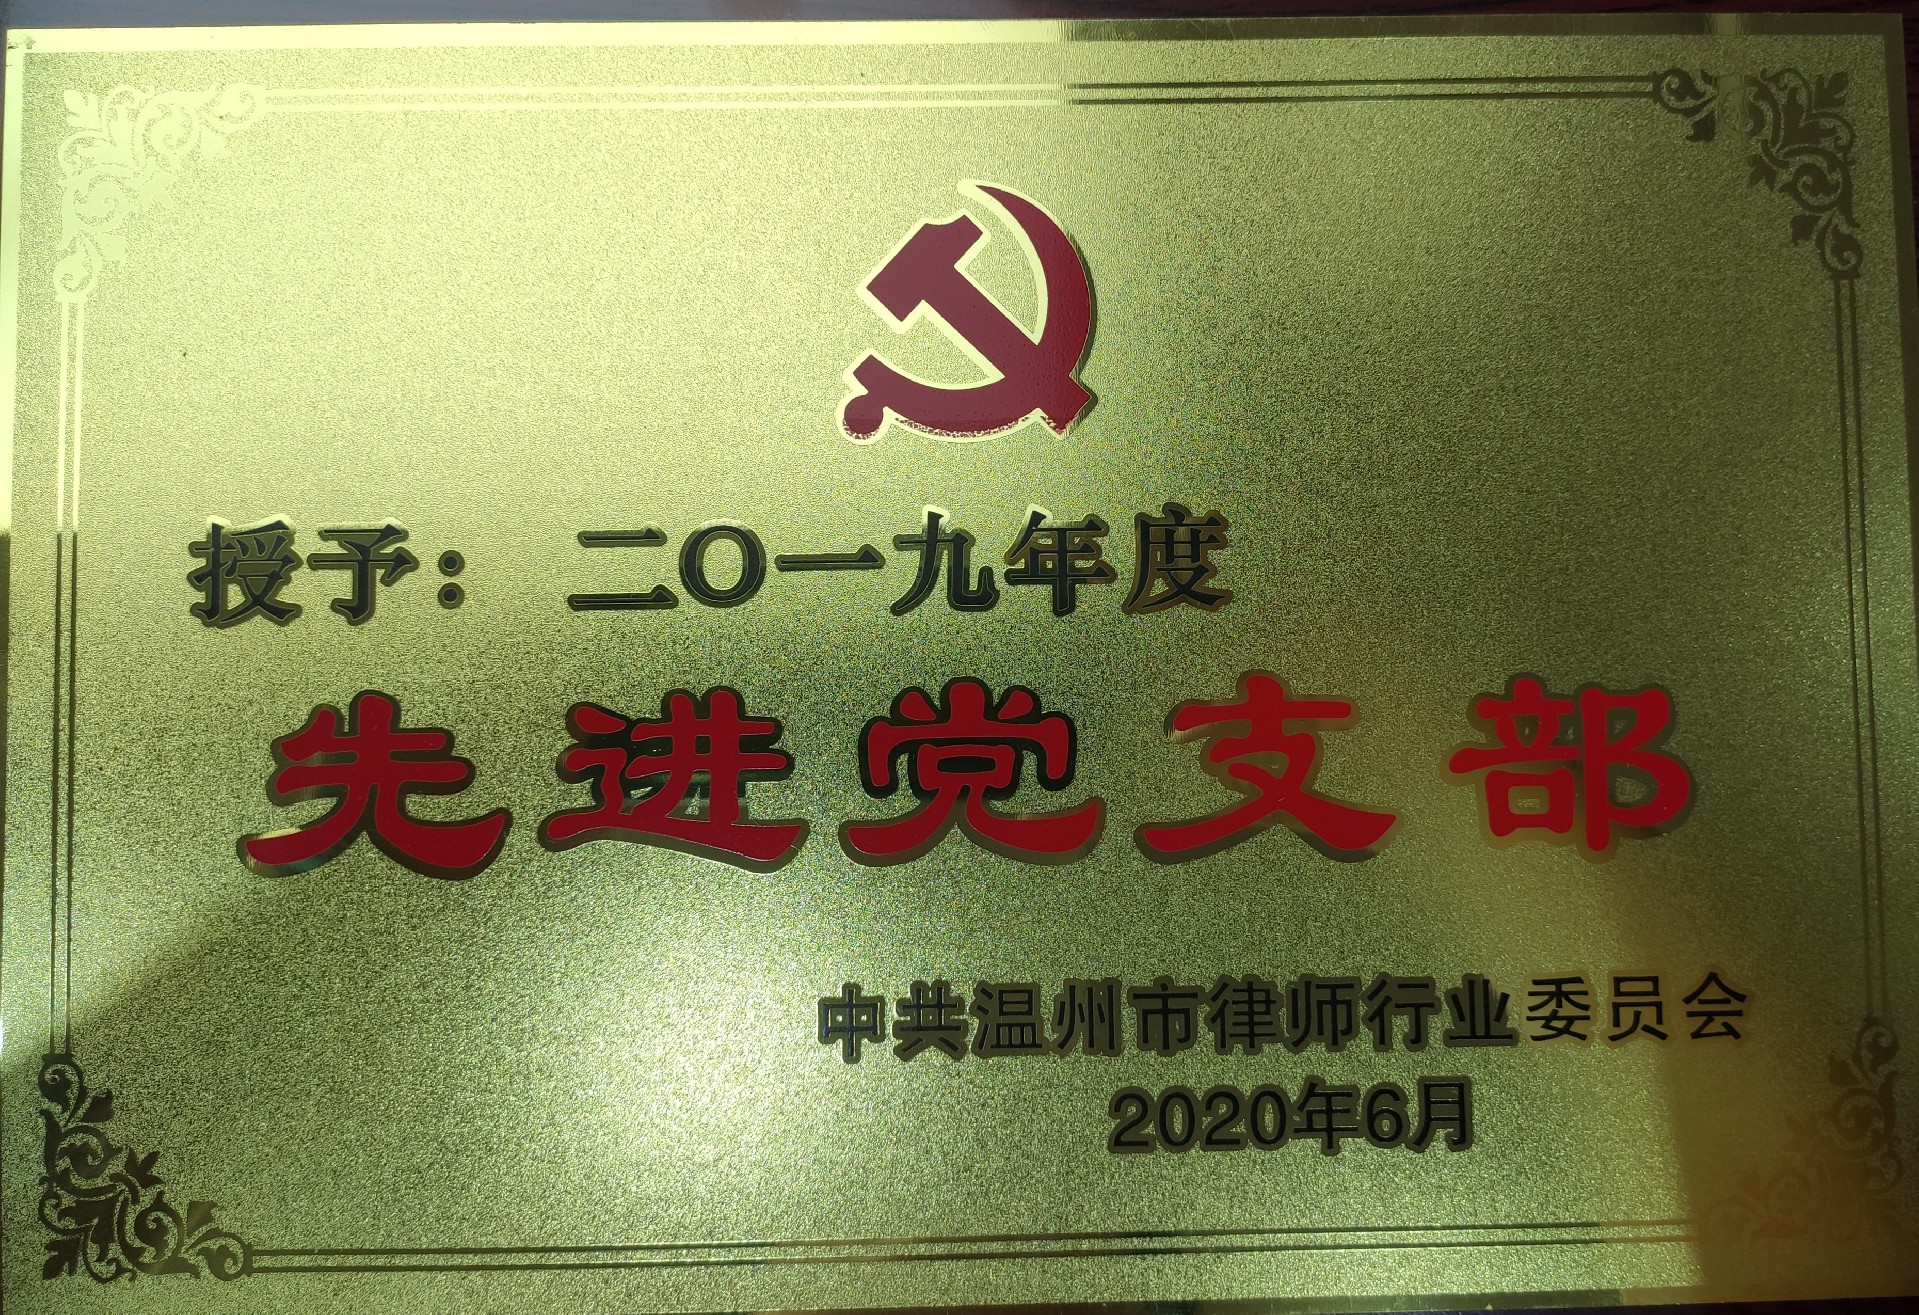 授予： 二〇一九年度
先进党支部
中共温州市律师行业委员会
2020年6月